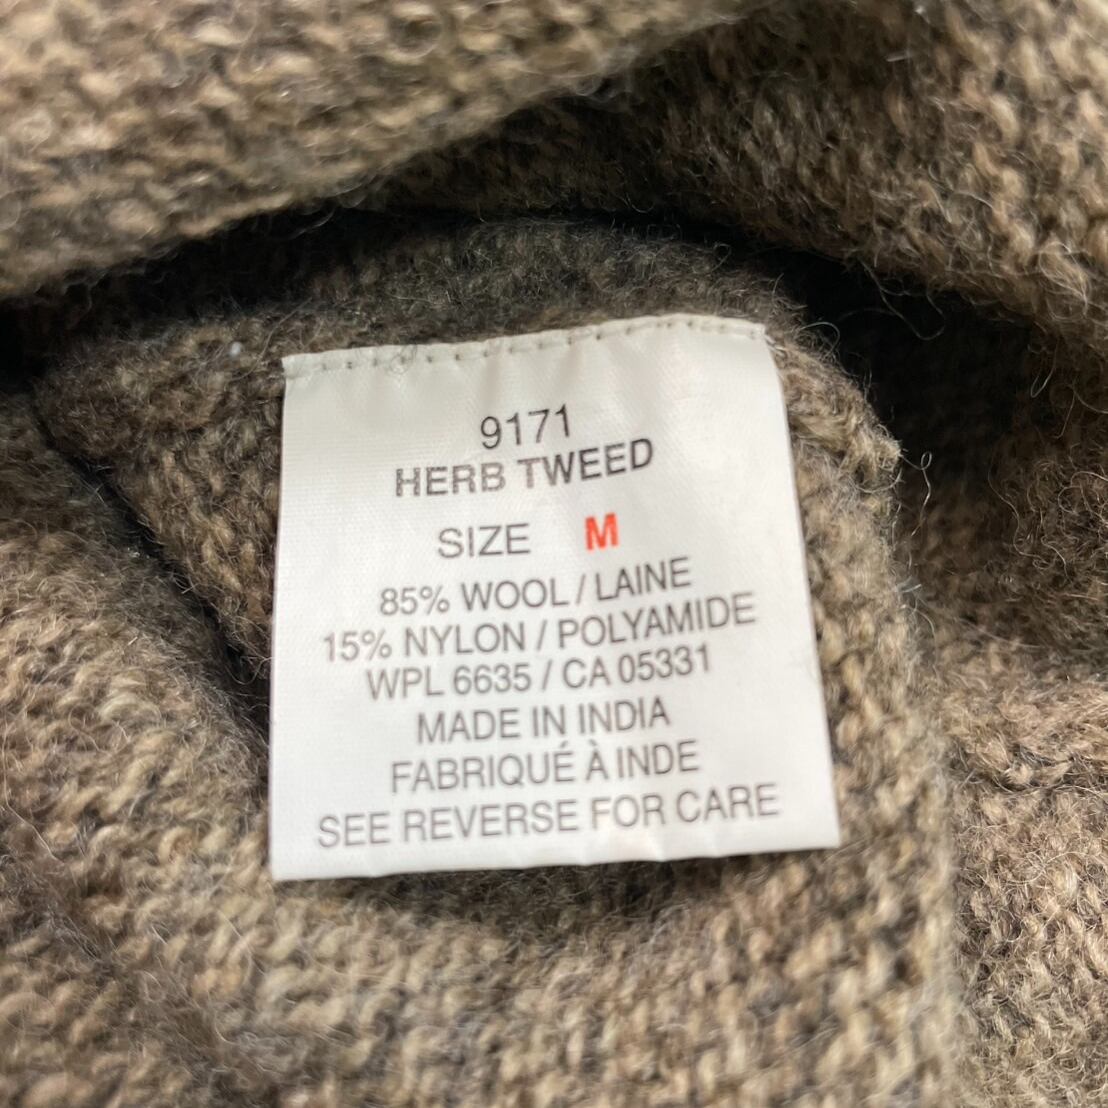 9171
HERB TWEED
SIZE M
85% WOOL / LAINE
15% NYLON / POLYAMIDE
WPL 6635 / CA 05331
MADE IN INDIA
FABRIQUÉ À INDE
SEE REVERSE FOR CARE